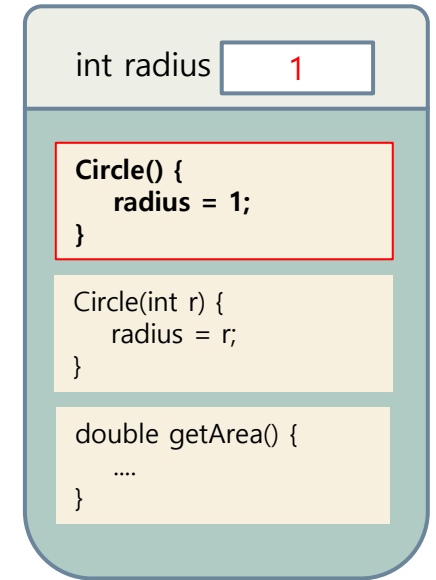 int radius 1
Circle() {
radius = 1;
}
Circle(int r) {
radius = r;
}
double getArea() {
....
}